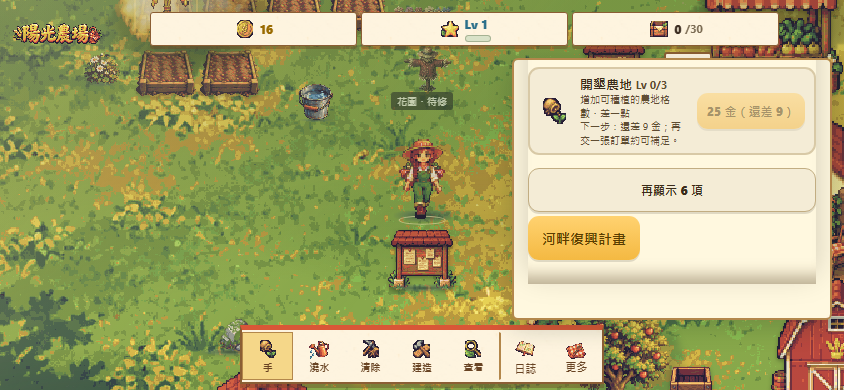 陽光農場
16
Lv 1
0 /30
花圃 · 待修
開墾農地 Lv 0/3
增加可種植的農地格
數 · 差一點
下一步：還差 9 金；再
交一張訂單約可補足。
25 金（還差 9）
再顯示 6 項
河畔復興計畫
手
澆水
清除
建造
查看
日誌
更多